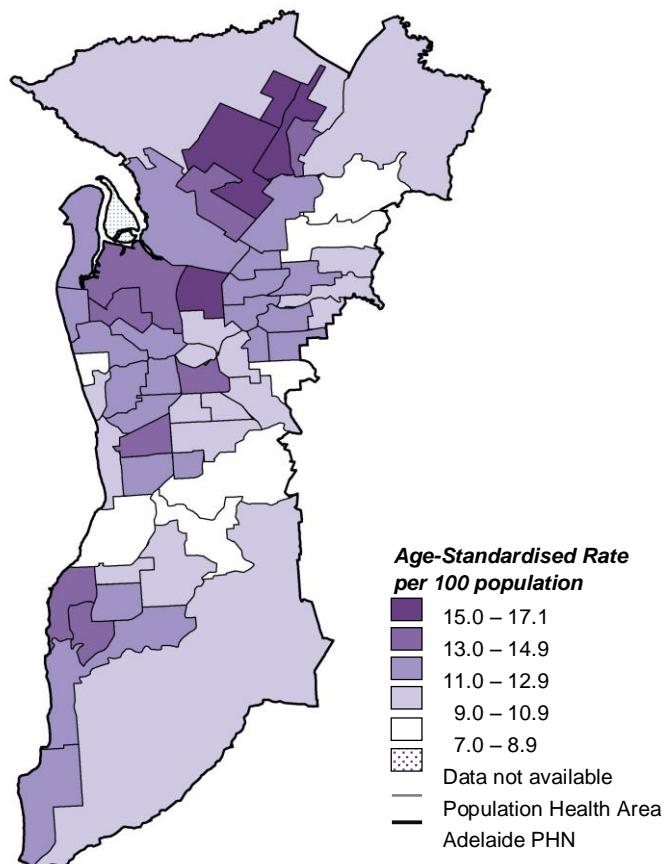 Age-Standardised Rate
per 100 population
15.0 – 17.1
13.0 – 14.9
11.0 – 12.9
9.0 – 10.9
7.0 – 8.9
Data not available
Population Health Area
Adelaide PHN